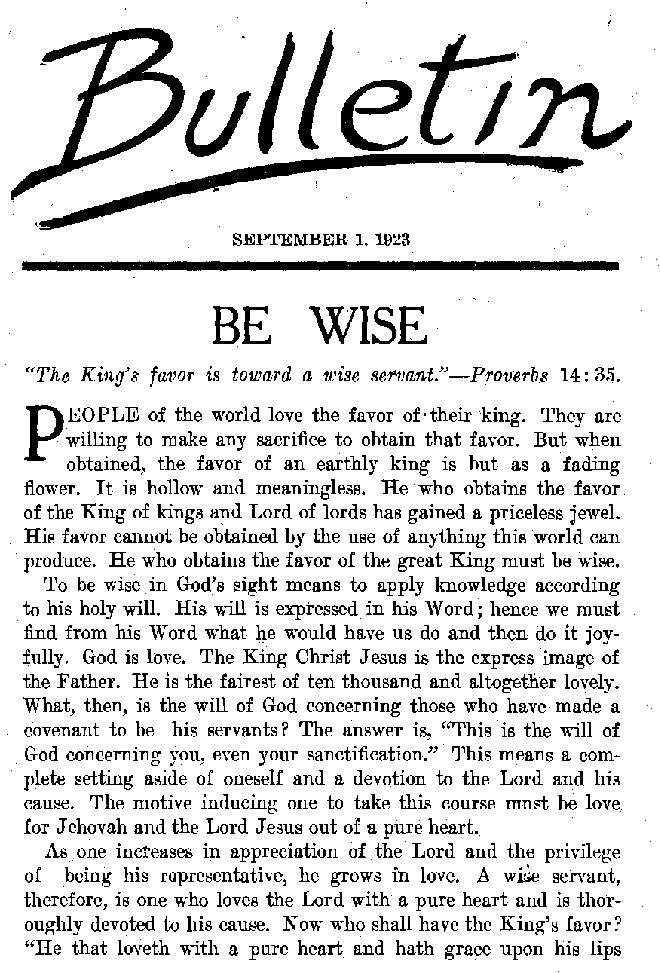 Bulletin
SEPTEMBER 1, 1923
BE WISE
"The King's favor is toward a wise servant."—Proverbs 14:35.
PEOPLE of the world love the favor of their king. They are
willing to make any sacrifice to obtain that favor. But when
obtained, the favor of an earthly king is but as a fading
flower. It is hollow and meaningless. He who obtains the favor
of the King of kings and Lord of lords has gained a priceless jewel.
His favor cannot be obtained by the use of anything this world can
produce. He who obtains the favor of the great King must be wise.
To be wise in God's sight means to apply knowledge according
to his holy will. His will is expressed in his Word; hence we must
find from his Word what he would have us do and then do it joy-
fully. God is love. The King Christ Jesus is the express image of
the Father. He is the fairest of ten thousand and altogether lovely.
What, then, is the will of God concerning those who have made a
covenant to be his servants? The answer is, "This is the will of
God concerning you, even your sanctification." This means a com-
plete setting aside of oneself and a devotion to the Lord and his
cause. The motive inducing one to take this course must be love
for Jehovah and the Lord Jesus out of a pure heart.
As one increases in appreciation of the Lord and the privilege
of being his representative, he grows in love. A wise servant,
therefore, is one who loves the Lord with a pure heart and is thor-
oughly devoted to his cause. Now who shall have the King's favor?
"He that loveth with a pure heart and hath grace upon his lips